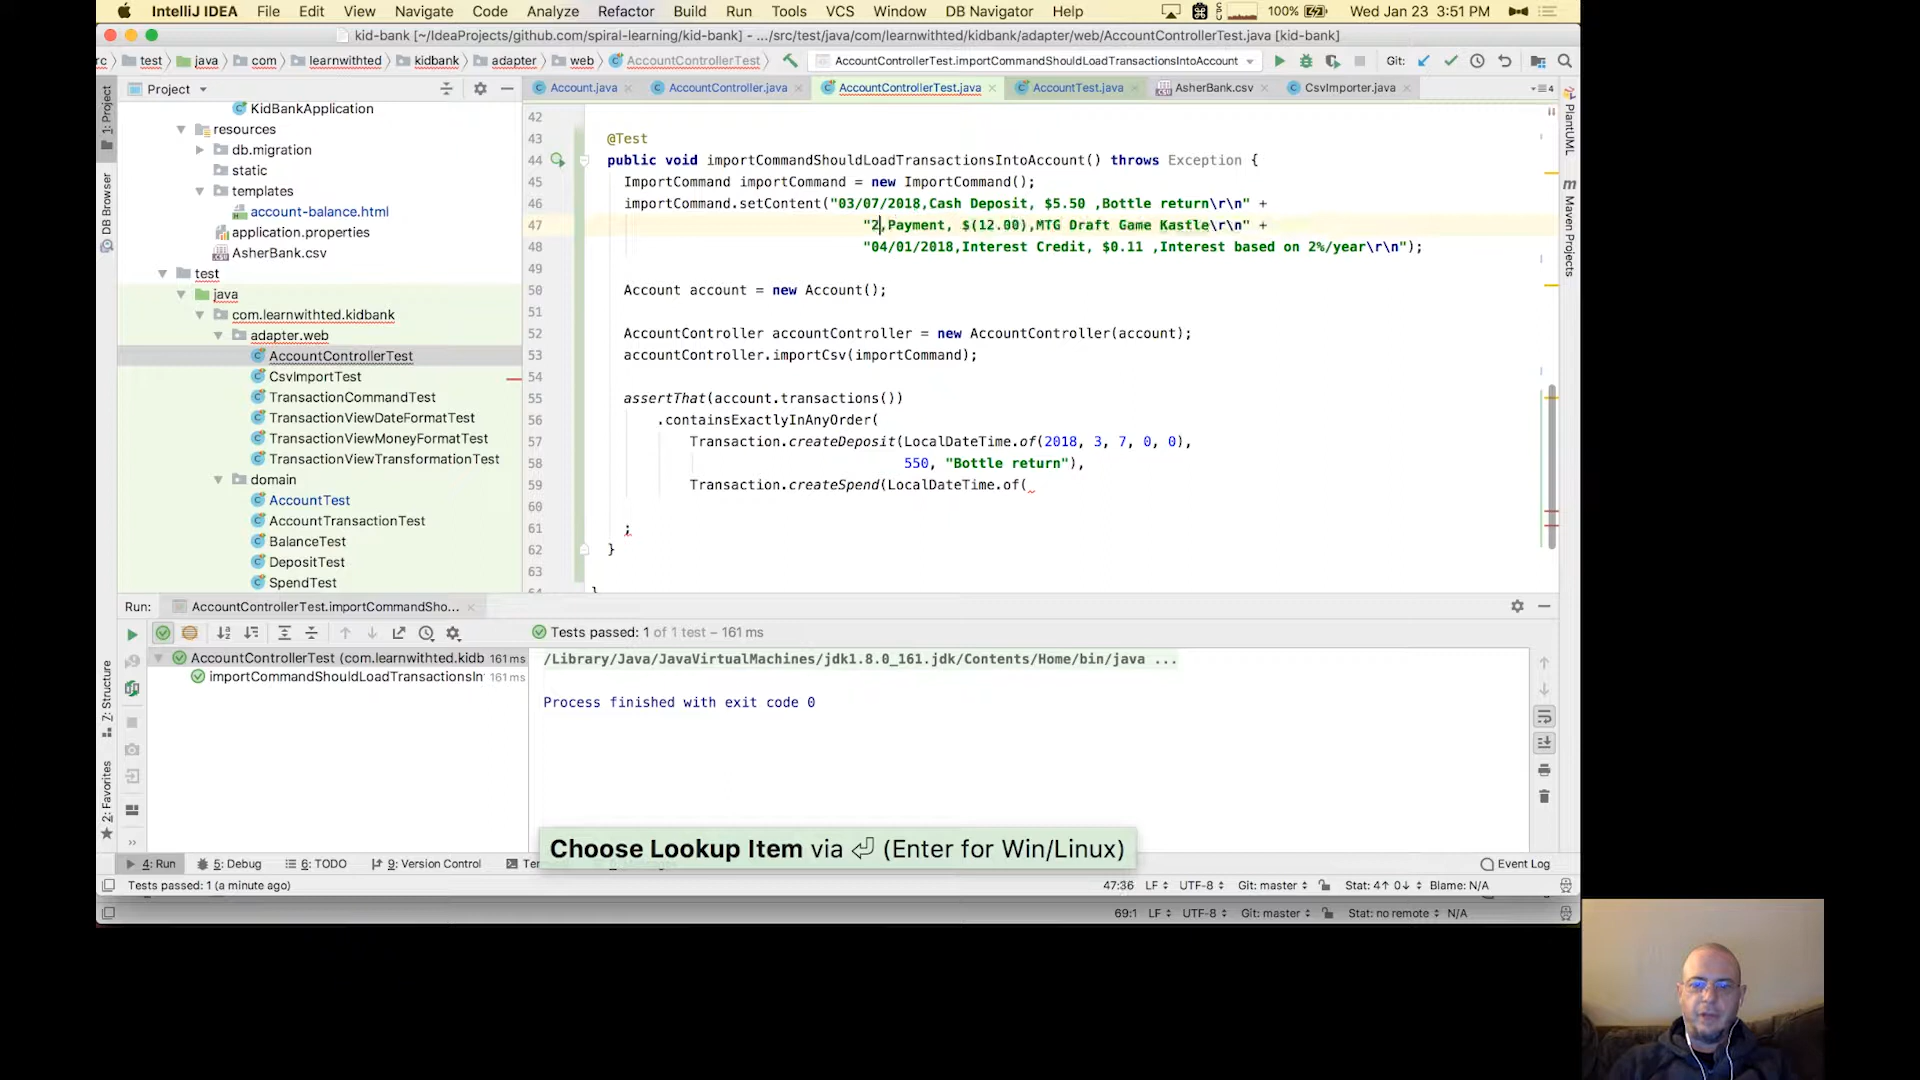 IntelliJ IDEA File Edit View Navigate Code Analyze Refactor Build Run Tools VCS Window DB Navigator Help 100% Wed Jan 23 3:51 PM
kid-bank [~/IdeaProjects/github.com/spiral-learning/kid-bank] - .../src/test/java/com/learnwithted/kidbank/adapter/web/AccountControllerTest.java [kid-bank]
rc test java com learnwithted kidbank adapter web AccountControllerTest AccountControllerTest.importCommandShouldLoadTransactionsIntoAccount Git:
Project
Account.java AccountController.java AccountControllerTest.java AccountTest.java AsherBank.csv CsvImporter.java 4
1: Project
DB Browser
Z: Structure
2: Favorites
PlantUML
Maven Projects
KidBankApplication
resources
db.migration
static
templates
account-balance.html
application.properties
AsherBank.csv
test
java
com.learnwithted.kidbank
adapter.web
AccountControllerTest
CsvImportTest
TransactionCommandTest
TransactionViewDateFormatTest
TransactionViewMoneyFormatTest
TransactionViewTransformationTest
domain
AccountTest
AccountTransactionTest
BalanceTest
DepositTest
SpendTest
42
43 @Test
44 public void importCommandShouldLoadTransactionsIntoAccount() throws Exception {
45 ImportCommand importCommand = new ImportCommand();
46 importCommand.setContent("03/07/2018,Cash Deposit, $5.50 ,Bottle return\r\n" +
47 "2,Payment, $(12.00),MTG Draft Game Kastle\r\n" +
48 "04/01/2018,Interest Credit, $0.11 ,Interest based on 2%/year\r\n");
49
50 Account account = new Account();
51
52 AccountController accountController = new AccountController(account);
53 accountController.importCsv(importCommand);
54
55 assertThat(account.transactions())
56 .containsExactlyInAnyOrder(
57 Transaction.createDeposit(LocalDateTime.of(2018, 3, 7, 0, 0),
58 550, "Bottle return"),
59 Transaction.createSpend(LocalDateTime.of(
60
61 ;
62 }
63
64 }
Run: AccountControllerTest.importCommandSho...
Tests passed: 1 of 1 test – 161 ms
AccountControllerTest (com.learnwithted.kidb 161 ms
importCommandShouldLoadTransactionsIn 161 ms
/Library/Java/JavaVirtualMachines/jdk1.8.0_161.jdk/Contents/Home/bin/java ...
Process finished with exit code 0
Choose Lookup Item via ⏎ (Enter for Win/Linux)
4: Run 5: Debug 6: TODO 9: Version Control Event Log
Tests passed: 1 (a minute ago) 47:36 LF UTF-8 Git: master Stat: 4↑ 0↓ Blame: N/A
69:1 LF UTF-8 Git: master Stat: no remote N/A